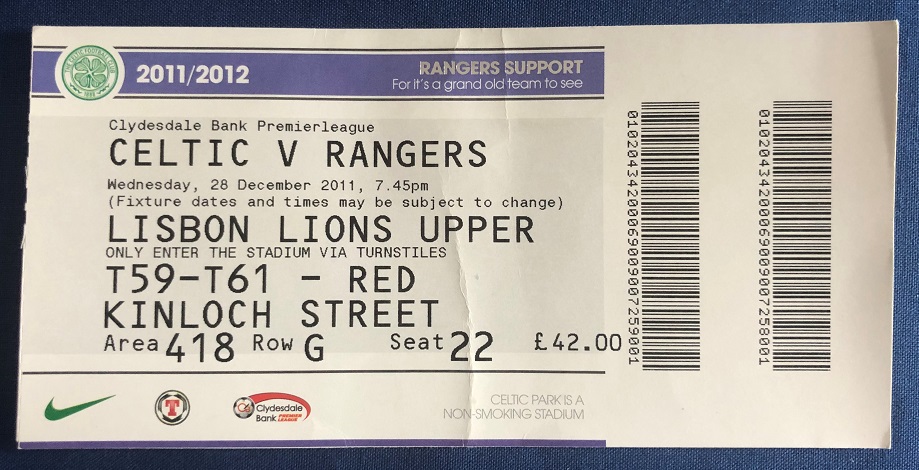 2011/2012
RANGERS SUPPORT
For it's a grand old team to see
Clydesdale Bank Premierleague
CELTIC V RANGERS
Wednesday, 28 December 2011, 7.45pm
(Fixture dates and times may be subject to change)
LISBON LIONS UPPER
ONLY ENTER THE STADIUM VIA TURNSTILES
T59-T61 - RED
KINLOCH STREET
Area 418 Row G Seat 22 £42.00
Clydesdale
Bank PREMIER
LEAGUE
CELTIC PARK IS A
NON-SMOKING STADIUM